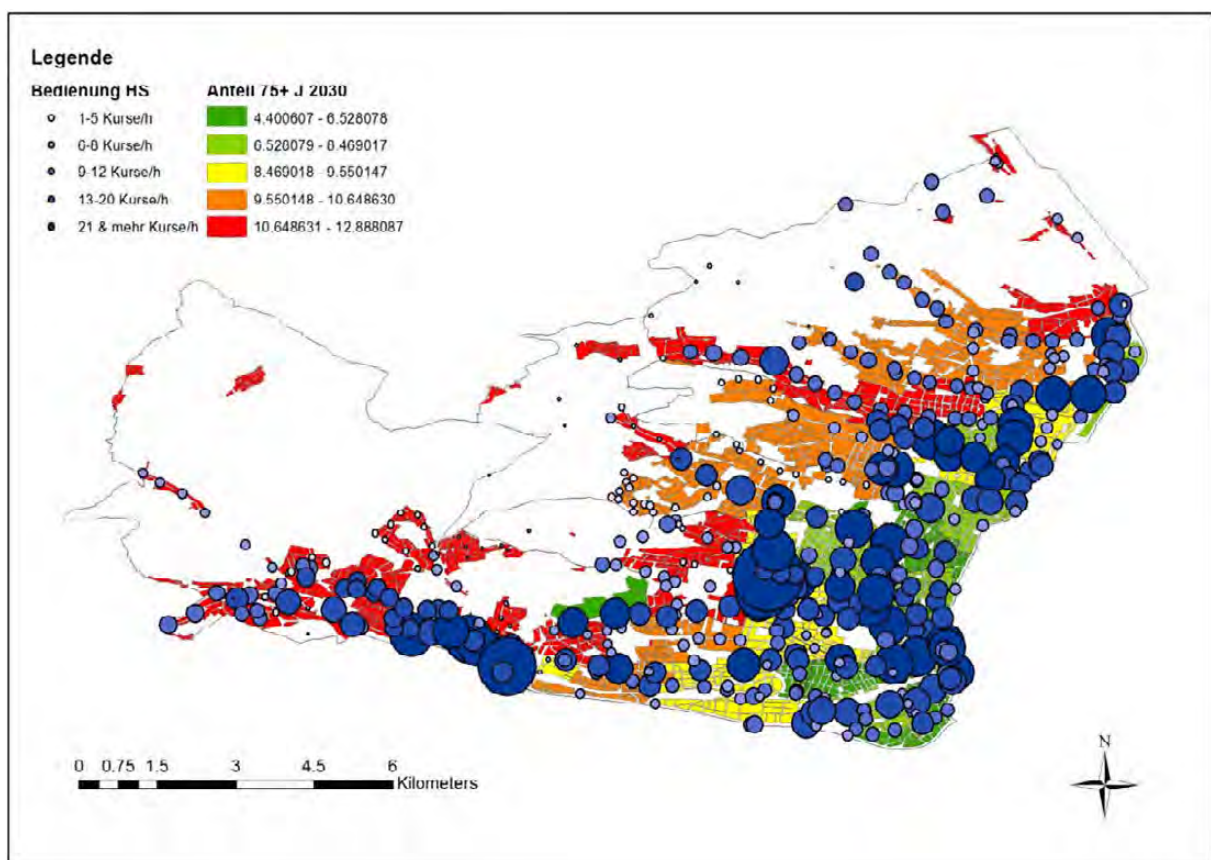 Legende
Bedienung HS Anteil 75+ J 2030
1-5 Kurse/h 4.400607 - 6.528078
6-8 Kurse/h 6.528079 - 8.469017
9-12 Kurse/h 8.469018 - 9.550147
13-20 Kurse/h 9.550148 - 10.648630
21 & mehr Kurse/h 10.648631 - 12.888087
N
0 0.75 1.5 3 4.5 6
Kilometers